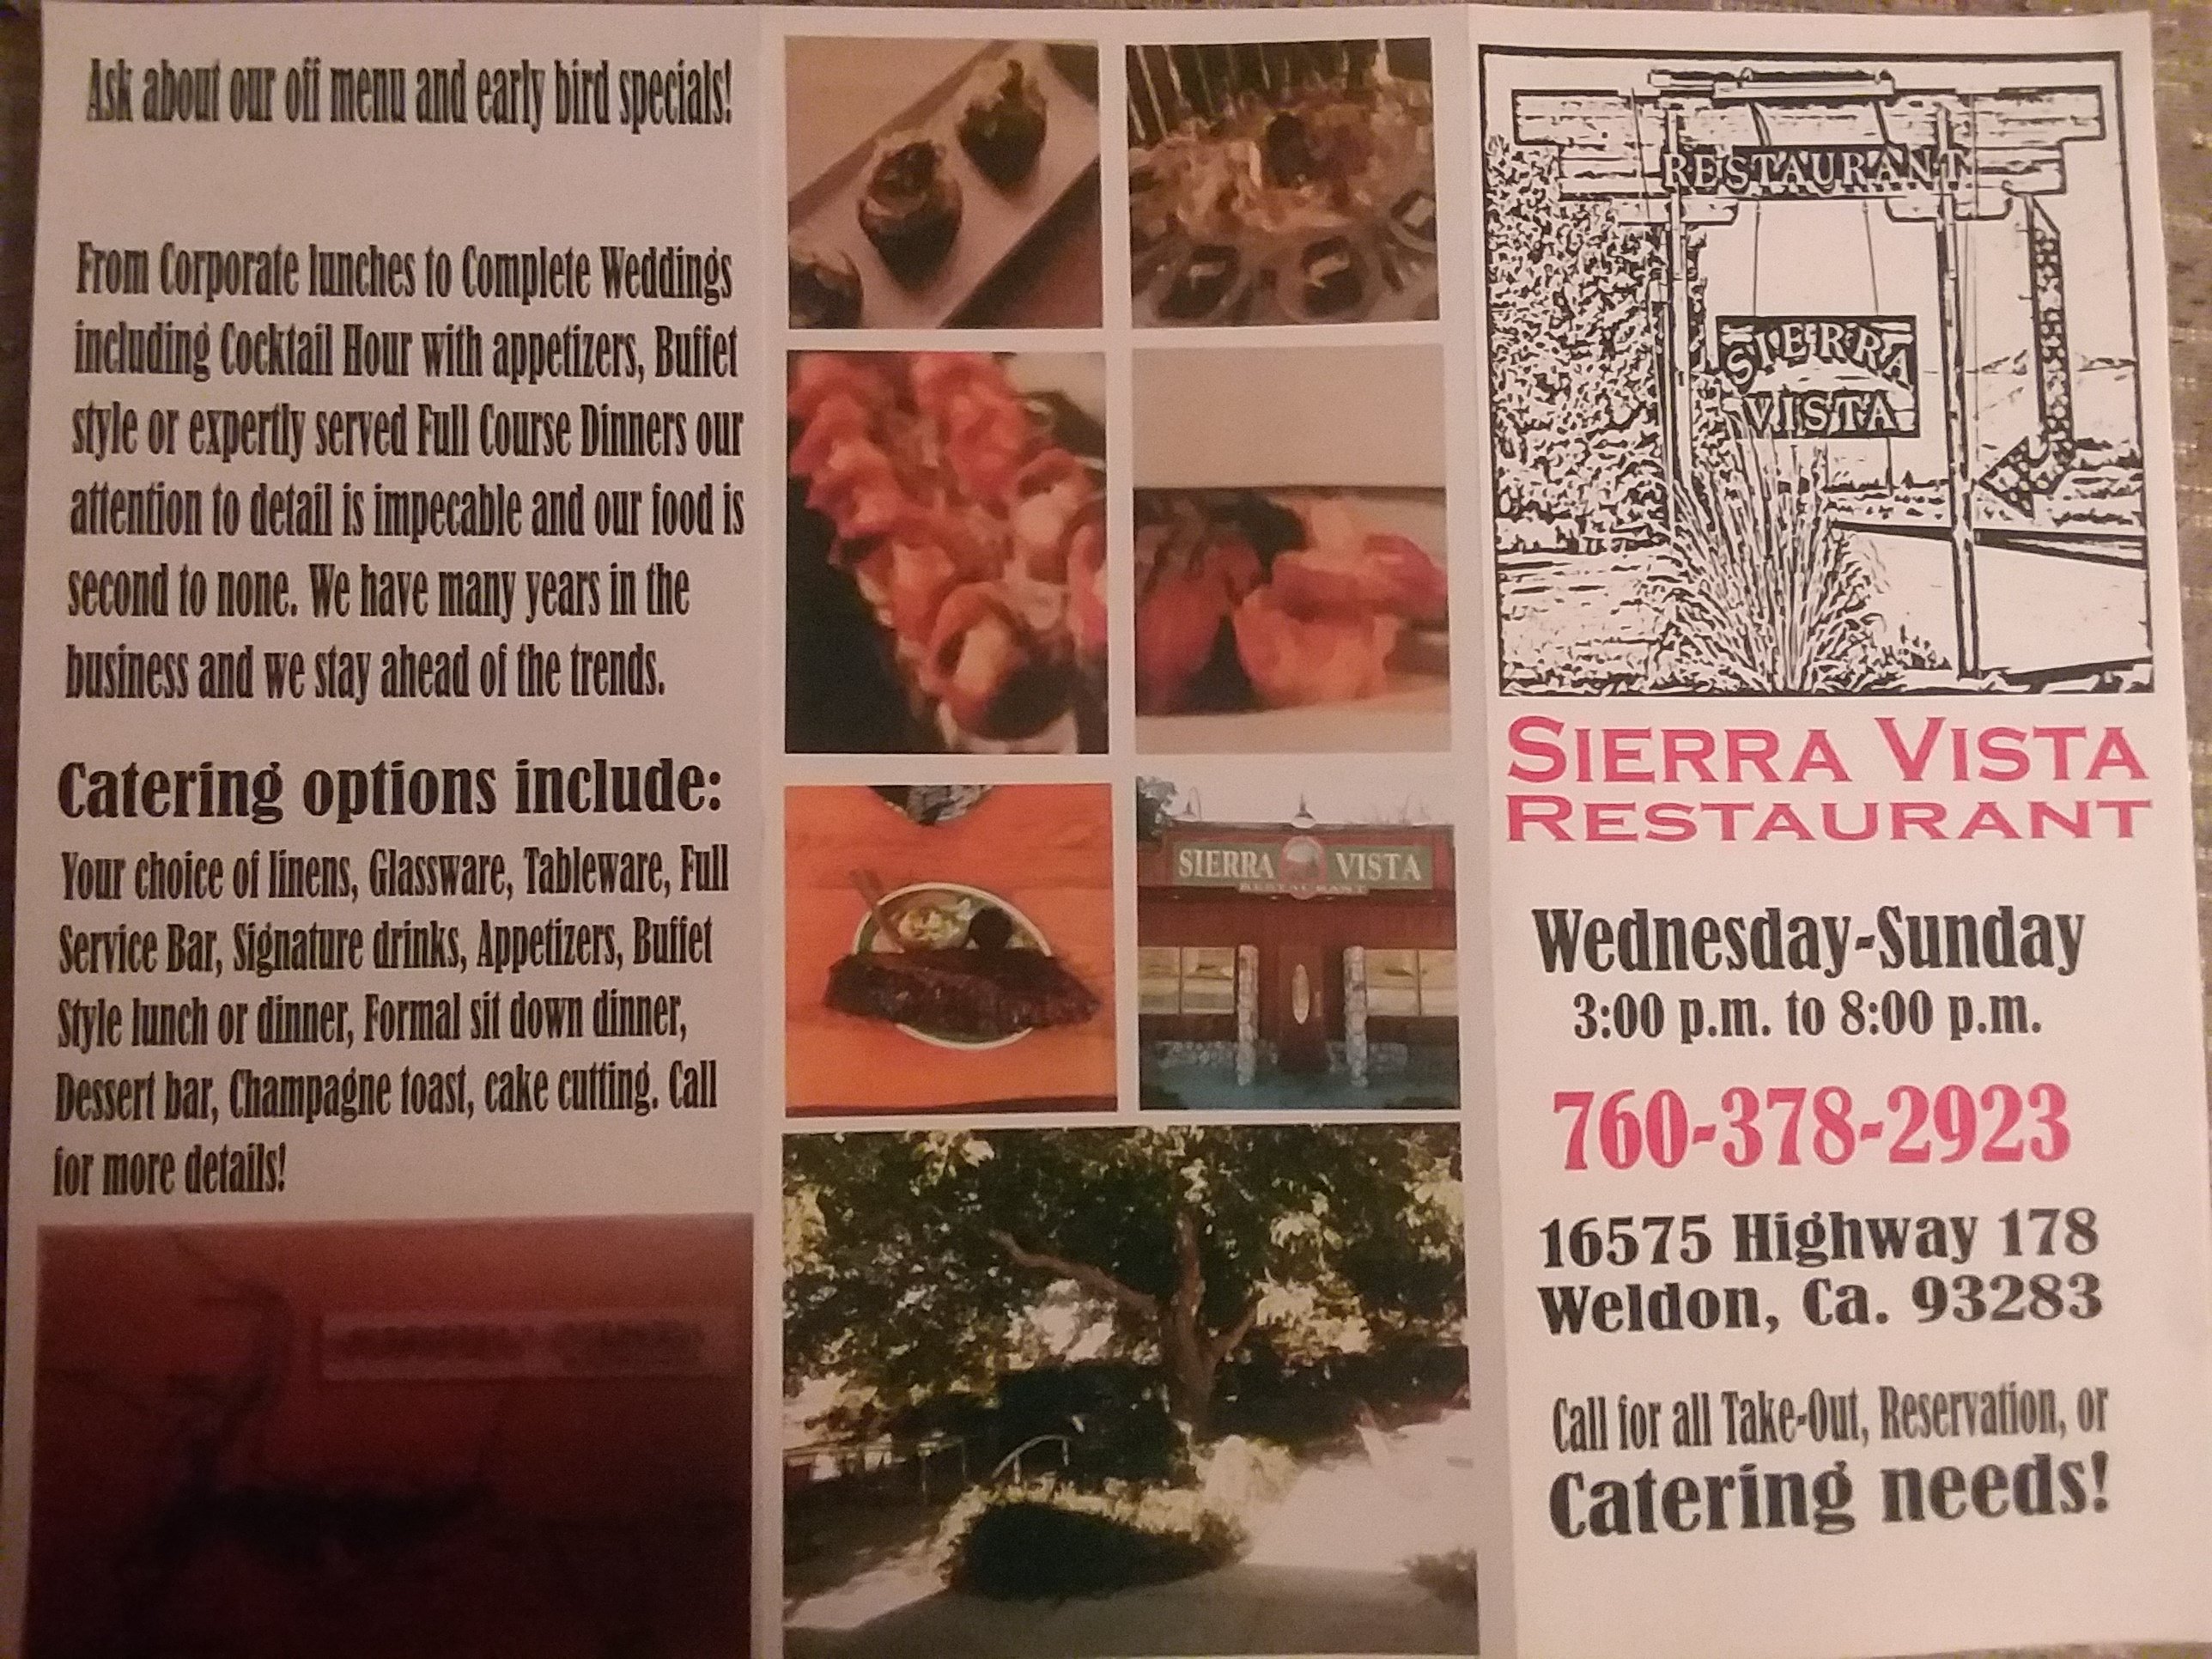 Ask about our off menu and early bird specials!
From Corporate lunches to Complete Weddings
including Cocktail Hour with appetizers, Buffet
style or expertly served Full Course Dinners our
attention to detail is impecable and our food is
second to none. We have many years in the
business and we stay ahead of the trends.
Catering options include:
Your choice of linens, Glassware, Tableware, Full
Service Bar, Signature drinks, Appetizers, Buffet
Style lunch or dinner, Formal sit down dinner,
Dessert bar, Champagne toast, cake cutting. Call
for more details!
SIERRA VISTA
RESTAURANT
RESTAURANT
SIERRA
VISTA
SIERRA VISTA
RESTAURANT
Wednesday-Sunday
3:00 p.m. to 8:00 p.m.
760-378-2923
16575 Highway 178
Weldon, Ca. 93283
Call for all Take-Out, Reservation, or
Catering needs!